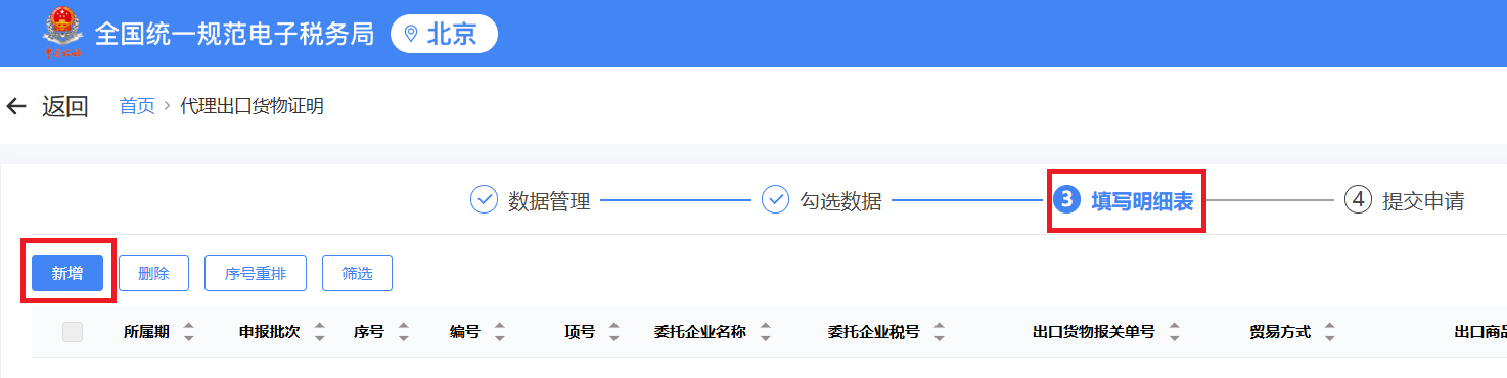 全国统一规范电子税务局 北京
返回 首页 > 代理出口货物证明
数据管理 勾选数据 3 填写明细表 4 提交申请
新增 删除 序号重排 筛选
所属期 申报批次 序号 编号 项号 委托企业名称 委托企业税号 出口货物报关单号 贸易方式 出口商品